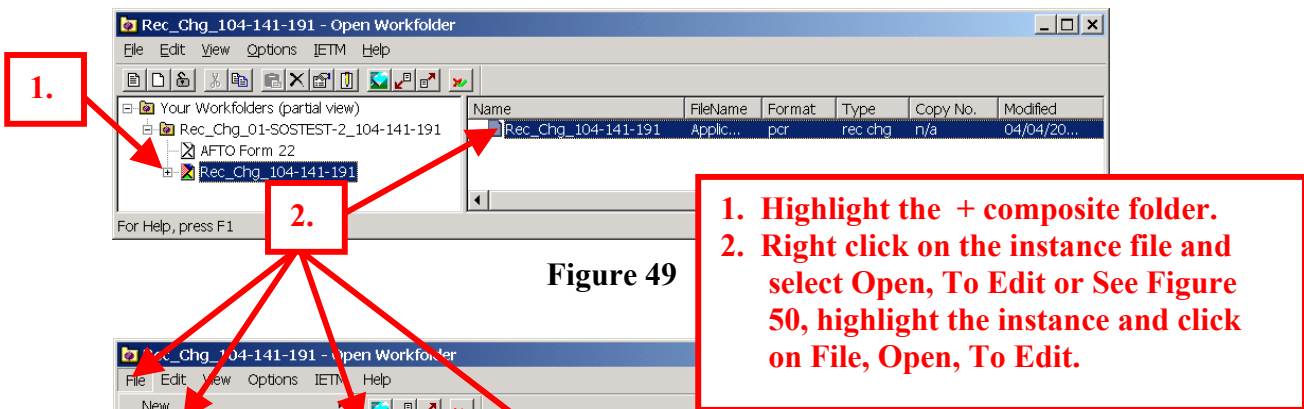 Rec_Chg_104-141-191 - Open Workfolder
File Edit View Options IETM Help
1.
Your Workfolders (partial view)
Rec_Chg_01-SOSTEST-2_104-141-191
AFTO Form 22
Rec_Chg_104-141-191
Name FileName Format Type Copy No. Modified
Rec_Chg_104-141-191 Applic... pcr rec chg n/a 04/04/20...
2.
For Help, press F1
Figure 49
1. Highlight the + composite folder.
2. Right click on the instance file and
select Open, To Edit or See Figure
50, highlight the instance and click
on File, Open, To Edit.
Rec_Chg_104-141-191 - Open Workfolder
File Edit View Options IETM Help
New